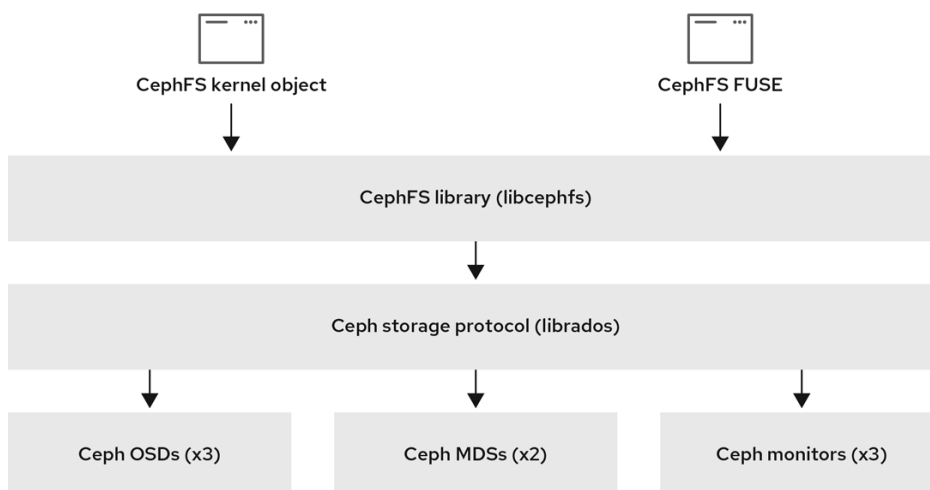 CephFS kernel object
CephFS FUSE
CephFS library (libcephfs)
Ceph storage protocol (librados)
Ceph OSDs (x3)
Ceph MDSs (x2)
Ceph monitors (x3)